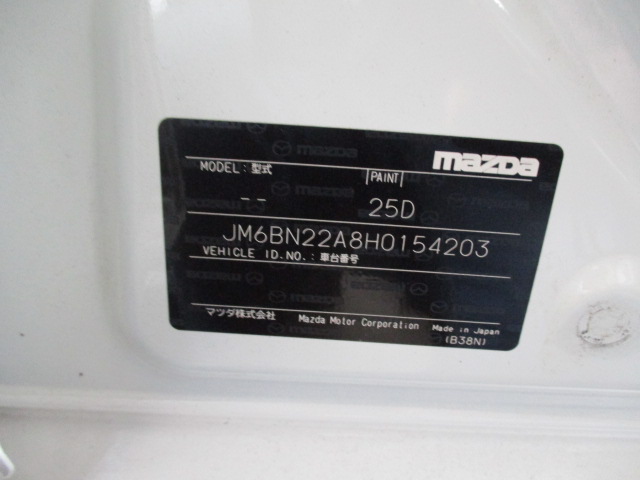 mazda
MODEL:型式 PAINT
-- 25D
JM6BN22A8H0154203
VEHICLE ID.NO.:車台番号
マツダ株式会社 Mazda Motor Corporation Made in Japan
(B38N)